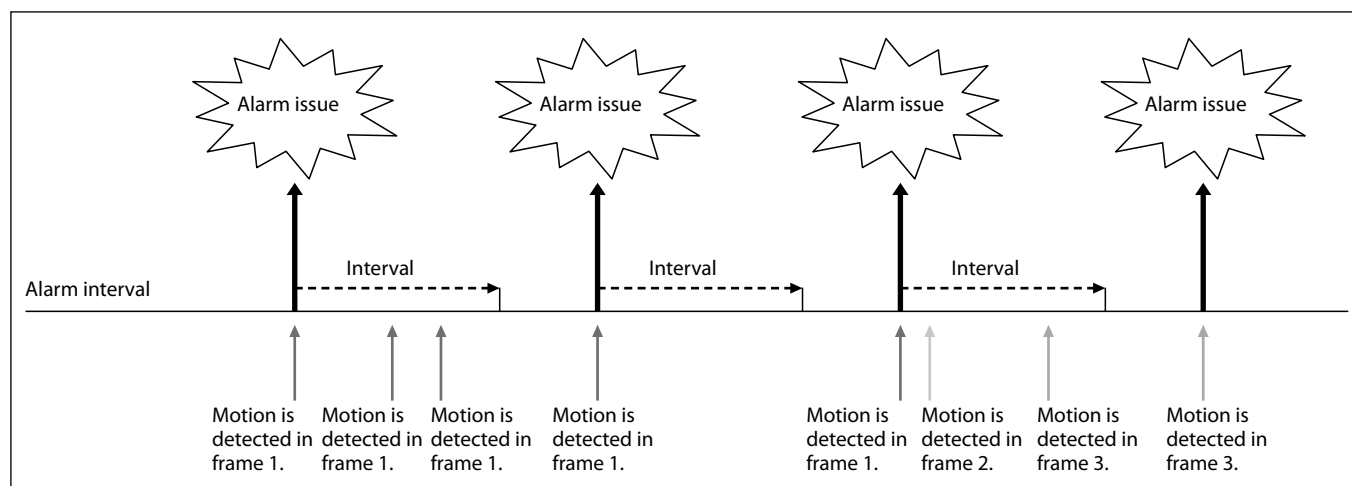 Alarm issue
Alarm issue
Alarm issue
Alarm issue
Interval
Interval
Interval
Alarm interval
Motion is
detected in
frame 1.
Motion is
detected in
frame 1.
Motion is
detected in
frame 1.
Motion is
detected in
frame 1.
Motion is
detected in
frame 1.
Motion is
detected in
frame 2.
Motion is
detected in
frame 3.
Motion is
detected in
frame 3.